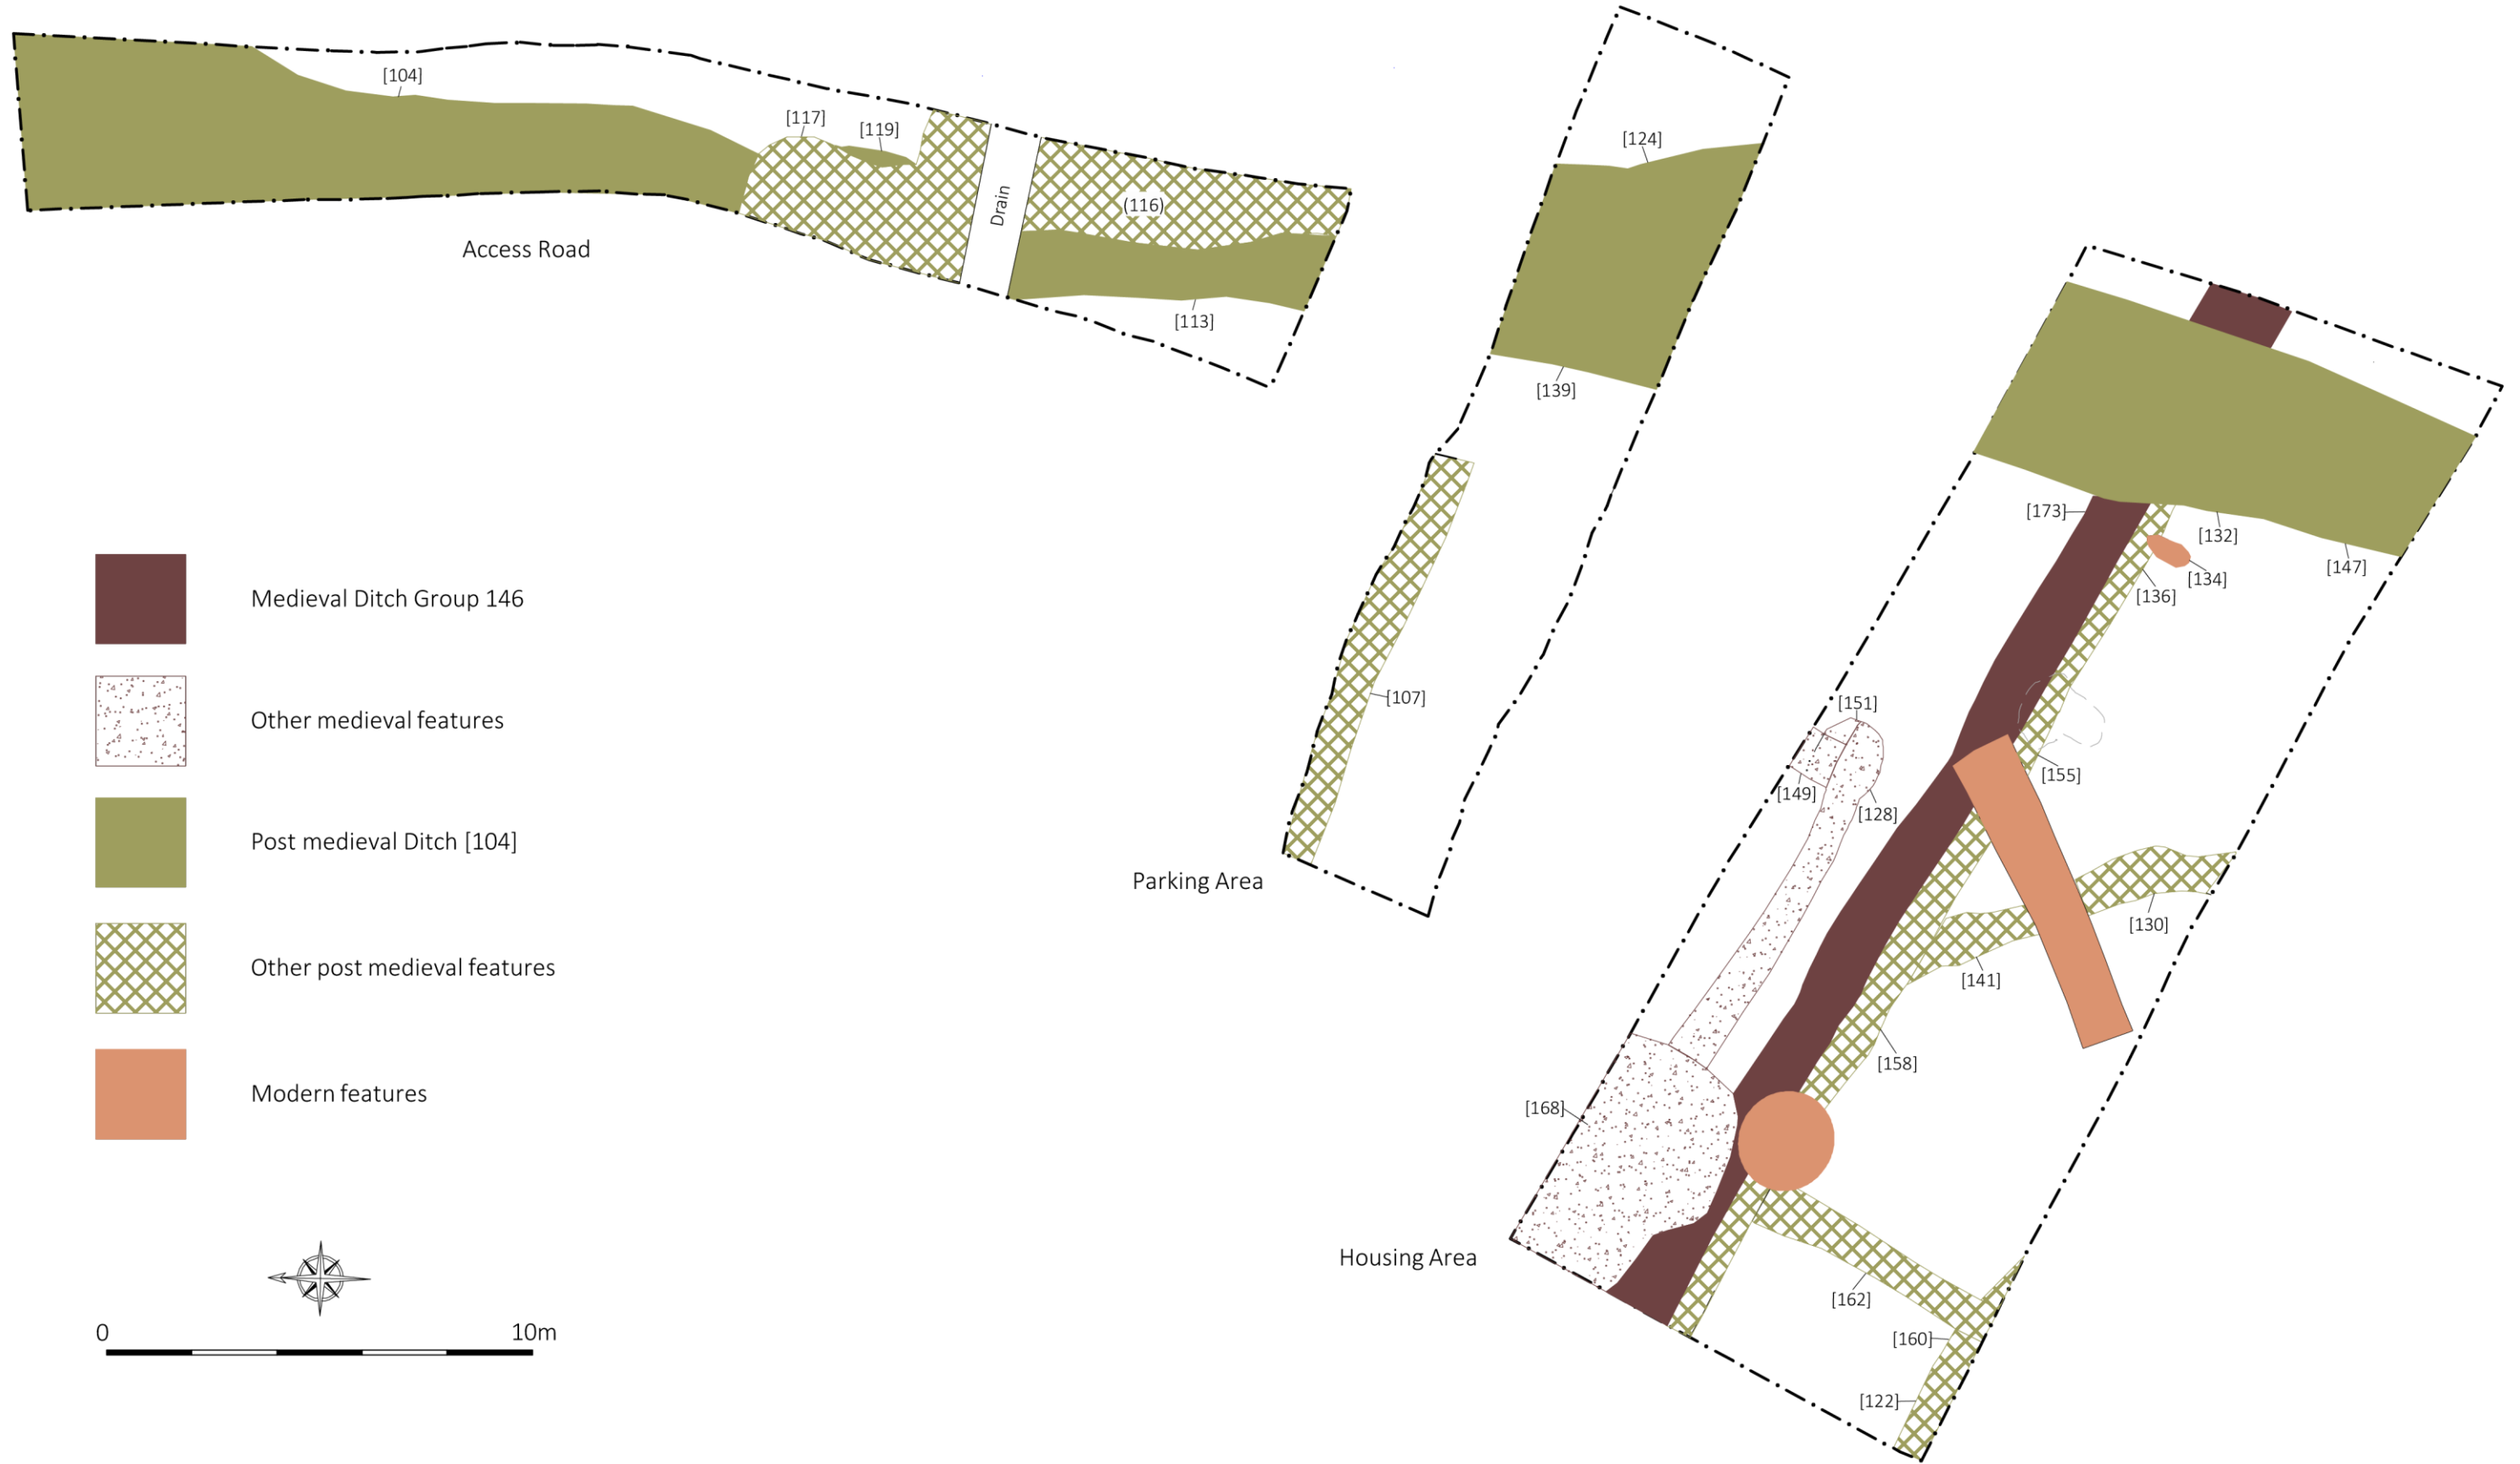 [104]
[117]
[119]
Drain
(116)
[113]
Access Road
[124]
[139]
[107]
Parking Area
[173]
[132]
[147]
[134]
[136]
[151]
[155]
[149]
[128]
[130]
[141]
[158]
[168]
Housing Area
[162]
[160]
[122]
Medieval Ditch Group 146
Other medieval features
Post medieval Ditch [104]
Other post medieval features
Modern features
0 10m